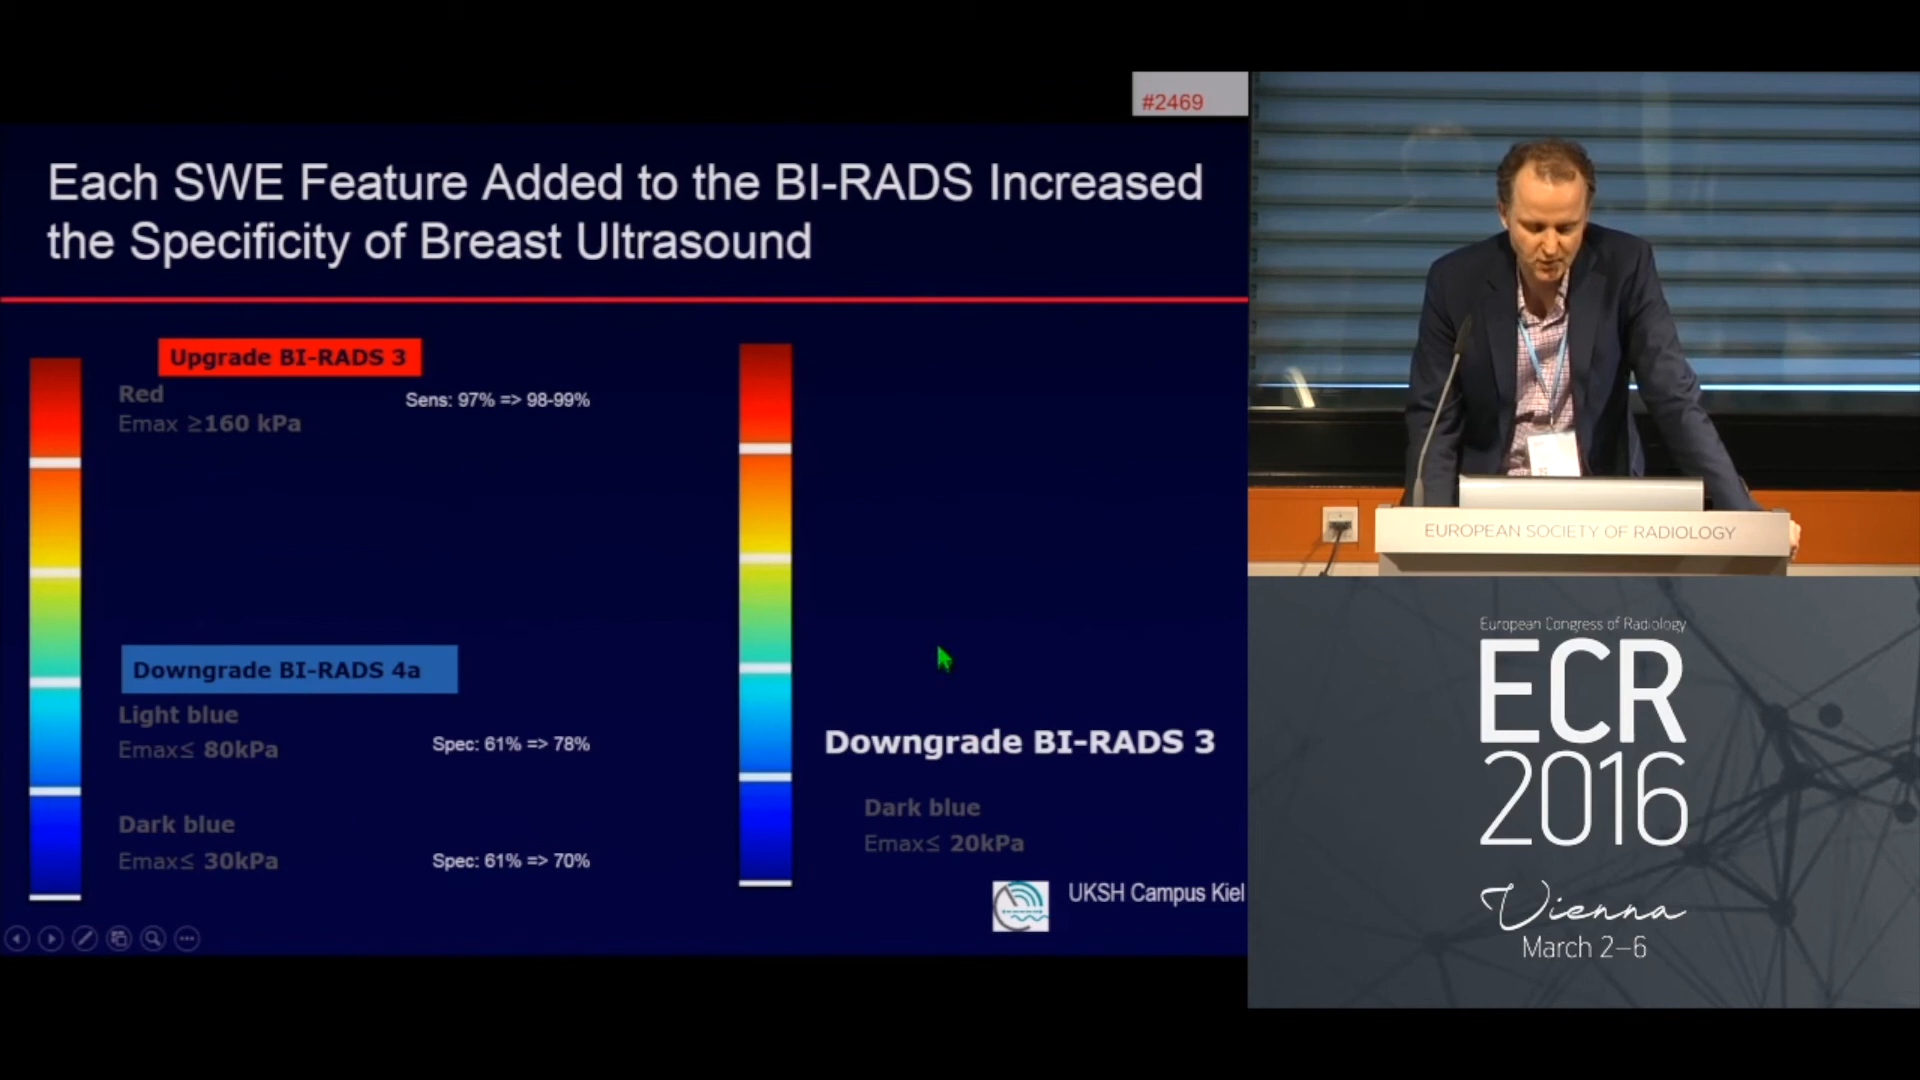 #2469
Each SWE Feature Added to the BI-RADS Increased
the Specificity of Breast Ultrasound
Upgrade BI-RADS 3
Red
Emax ≥160 kPa
Sens: 97% => 98-99%
Downgrade BI-RADS 4a
Light blue
Emax≤ 80kPa
Spec: 61% => 78%
Dark blue
Emax≤ 30kPa
Spec: 61% => 70%
Downgrade BI-RADS 3
Dark blue
Emax≤ 20kPa
UKSH Campus Kiel
EUROPEAN SOCIETY OF RADIOLOGY
European Congress of Radiology
ECR
2016
Vienna
March 2–6